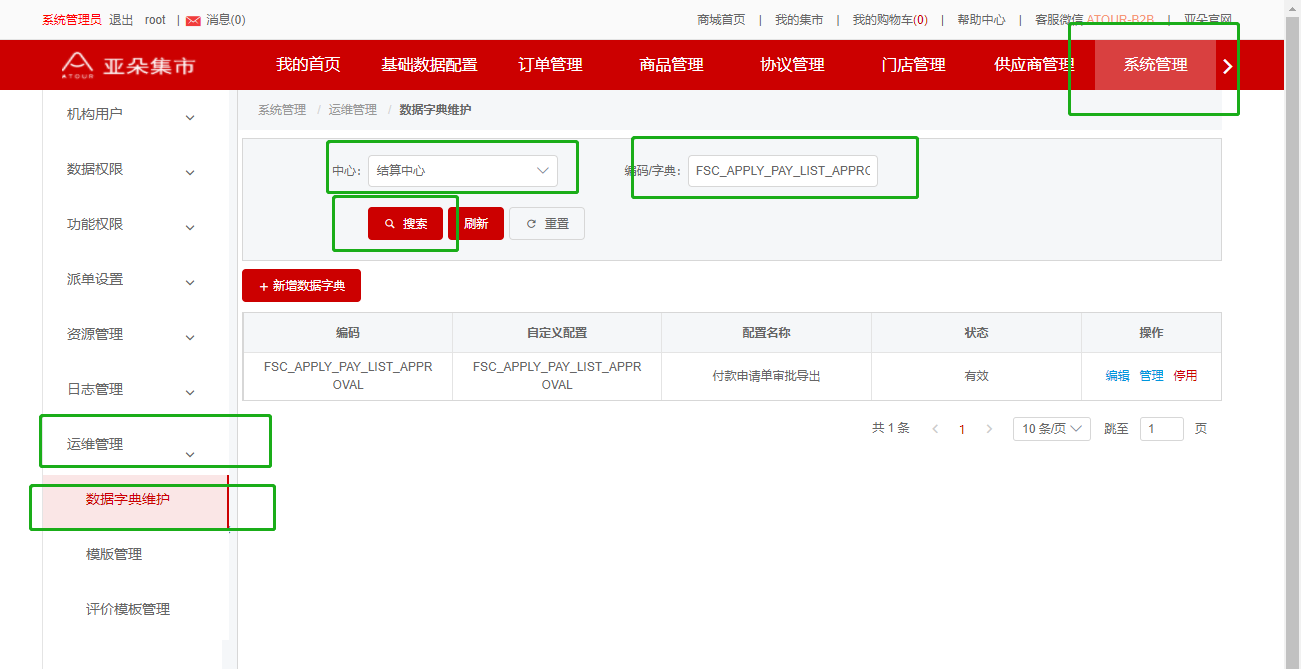 系统管理员 退出 root | 消息(0) 商城首页 | 我的集市 | 我的购物车(0) | 帮助中心 | 客服微信 ATOUR-B2B | 亚朵官网
ATOUR 亚朵集市 我的首页 基础数据配置 订单管理 商品管理 协议管理 门店管理 供应商管理 系统管理
机构用户
数据权限
功能权限
派单设置
资源管理
日志管理
运维管理
数据字典维护
模版管理
评价模板管理
系统管理 / 运维管理 / 数据字典维护
中心: 结算中心 编码/字典: FSC_APPLY_PAY_LIST_APPRC
搜索 刷新 重置
+ 新增数据字典
编码 自定义配置 配置名称 状态 操作
FSC_APPLY_PAY_LIST_APPR
OVAL
FSC_APPLY_PAY_LIST_APPR
OVAL
付款申请单审批导出 有效 编辑 管理 停用
共 1 条 1 10 条/页 跳至 1 页